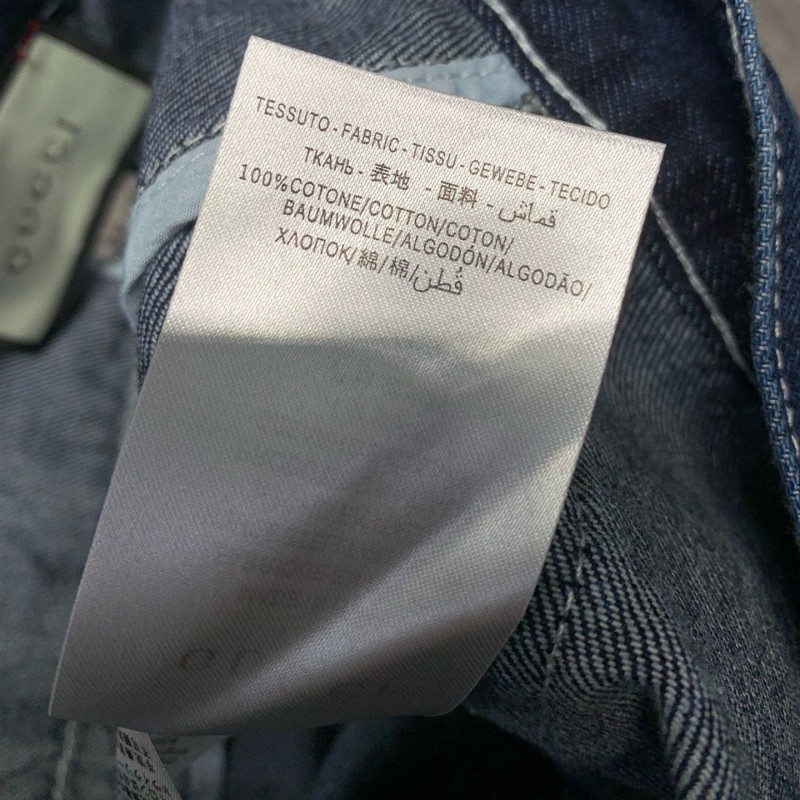 GUCCI
TESSUTO - FABRIC - TISSU - GEWEBE - TECIDO
ТКАНЬ - 表地 - 面料 - قماش
100%COTONE/COTTON/COTON/
BAUMWOLLE/ALGODÓN/ALGODÃO/
ХЛОПОК/綿/棉/قُطن